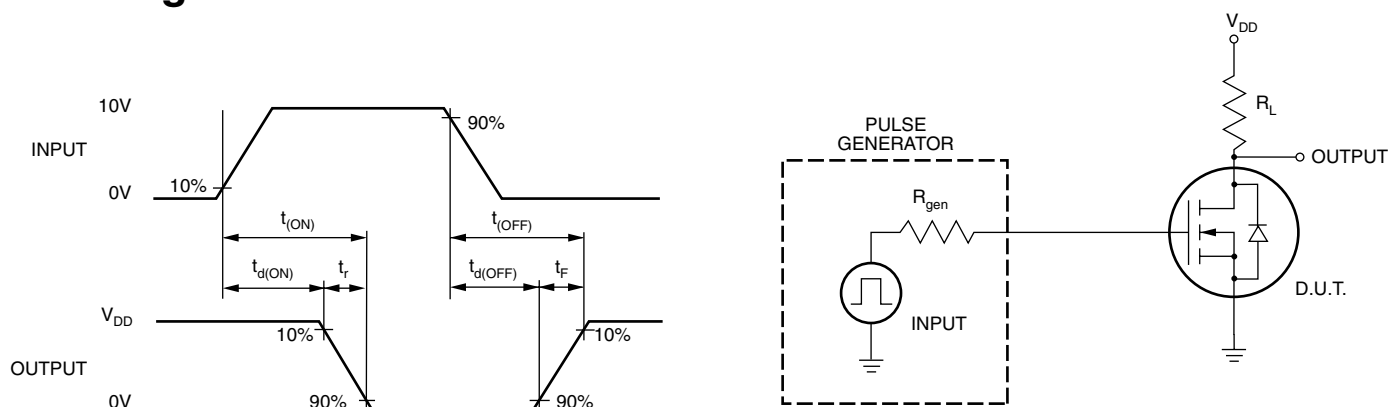 10V
INPUT
0V
10%
90%
t(ON)
t(OFF)
td(ON)
tr
td(OFF)
tF
VDD
OUTPUT
0V
10%
10%
90%
90%
PULSE
GENERATOR
Rgen
INPUT
VDD
RL
OUTPUT
D.U.T.